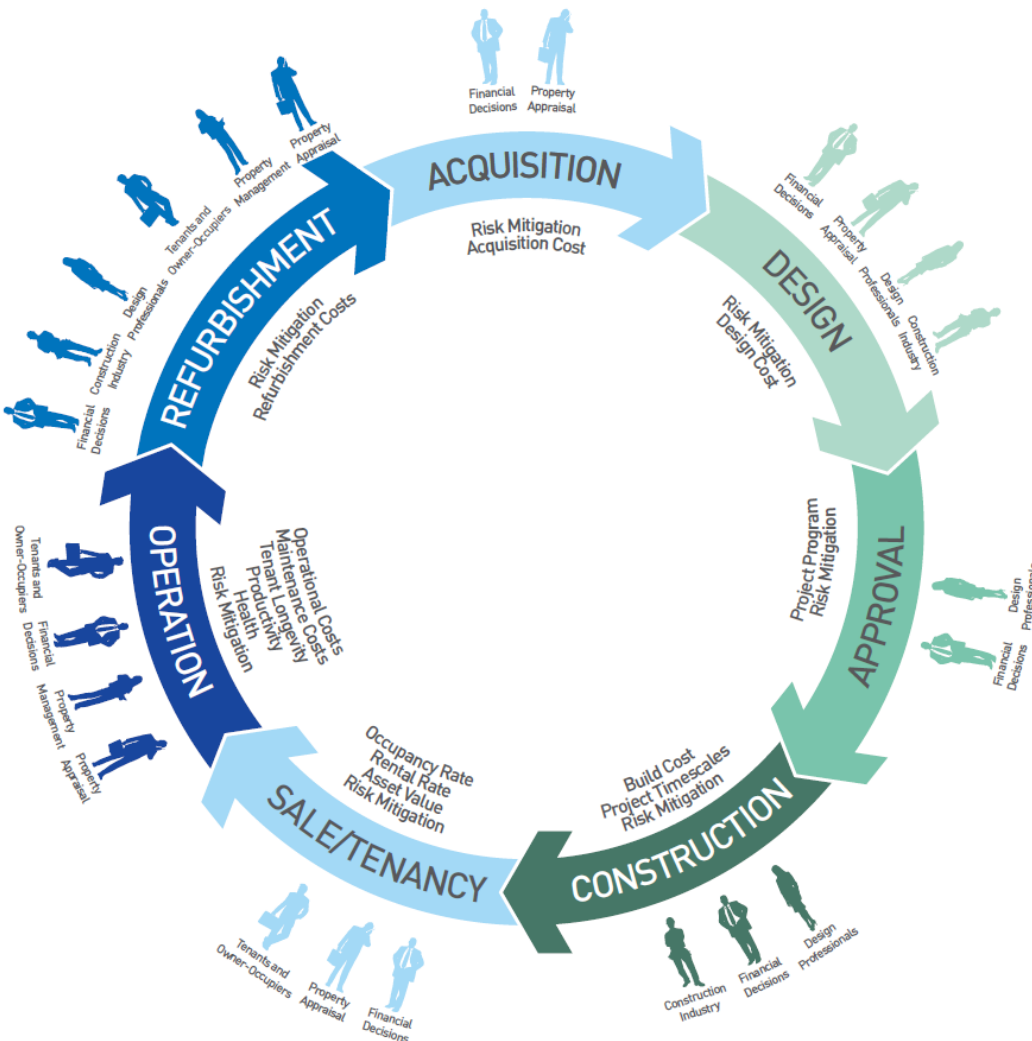 Financial
Decisions
Property
Appraisal
ACQUISITION
Risk Mitigation
Acquisition Cost
Financial
Decisions
Property
Appraisal
Design
Professionals
Construction
Industry
DESIGN
Risk Mitigation
Design Cost
APPROVAL
Project Program
Risk Mitigation
Design
Professionals
Financial
Decisions
CONSTRUCTION
Build Cost
Project Timescales
Risk Mitigation
Design
Professionals
Financial
Decisions
Construction
Industry
SALE/TENANCY
Occupancy Rate
Rental Rate
Asset Value
Risk Mitigation
Financial
Decisions
Property
Appraisal
Tenants and
Owner-Occupiers
OPERATION
Operational Costs
Maintenance Costs
Tenant Longevity
Productivity
Health
Risk Mitigation
Property
Appraisal
Property
Management
Financial
Decisions
Tenants and
Owner-Occupiers
REFURBISHMENT
Risk Mitigation
Refurbishment Costs
Financial
Decisions
Construction
Industry
Design
Professionals
Tenants and
Owner-Occupiers
Property
Management
Property
Appraisal